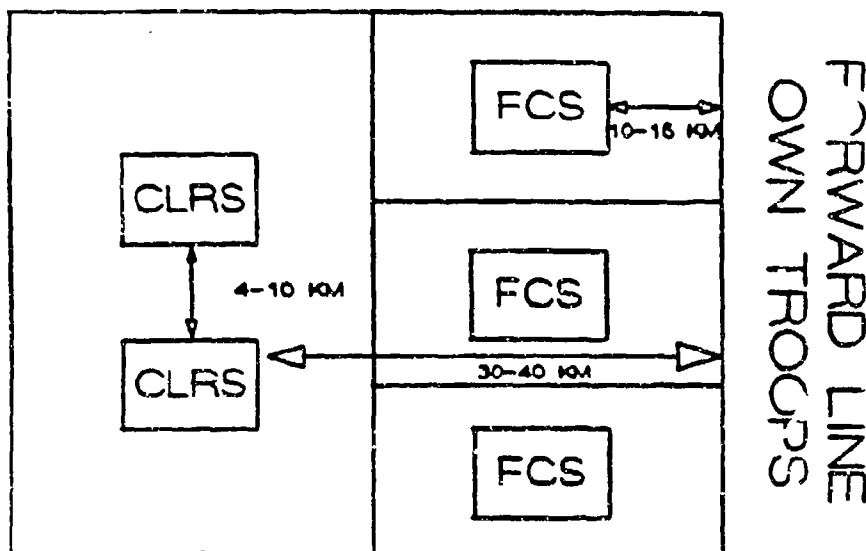 FCS
10-15 KM
CLRS
4-10 KM
FCS
CLRS
30-40 KM
FCS
FORWARD LINE
OWN TROOPS